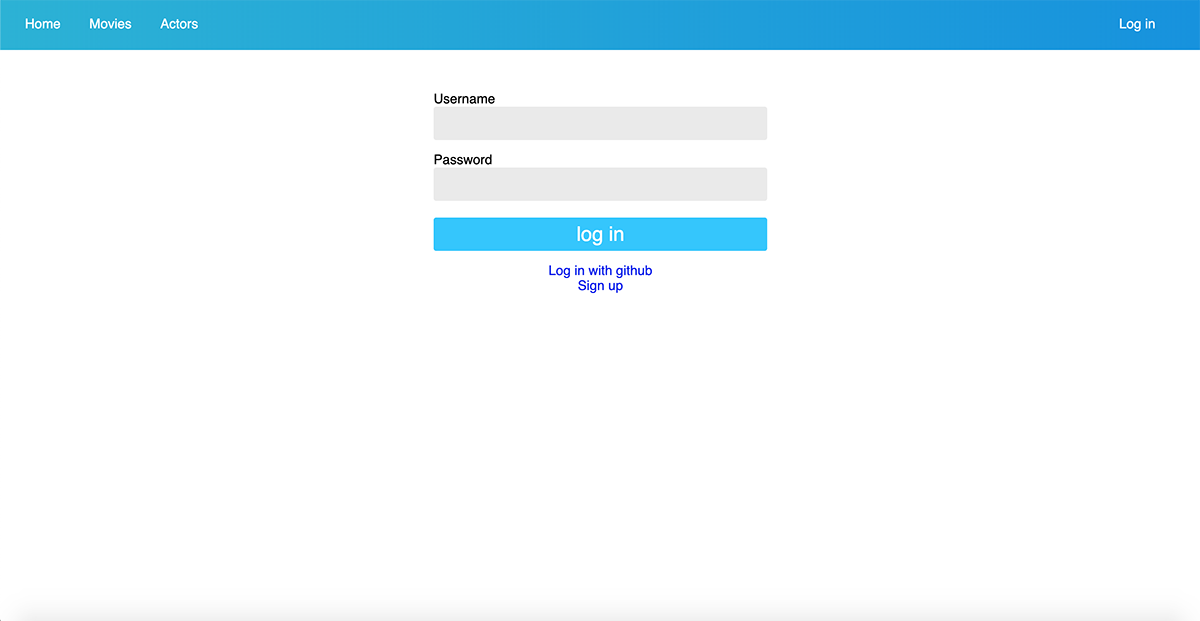 Home Movies Actors Log in
Username
Password
log in
Log in with github
Sign up